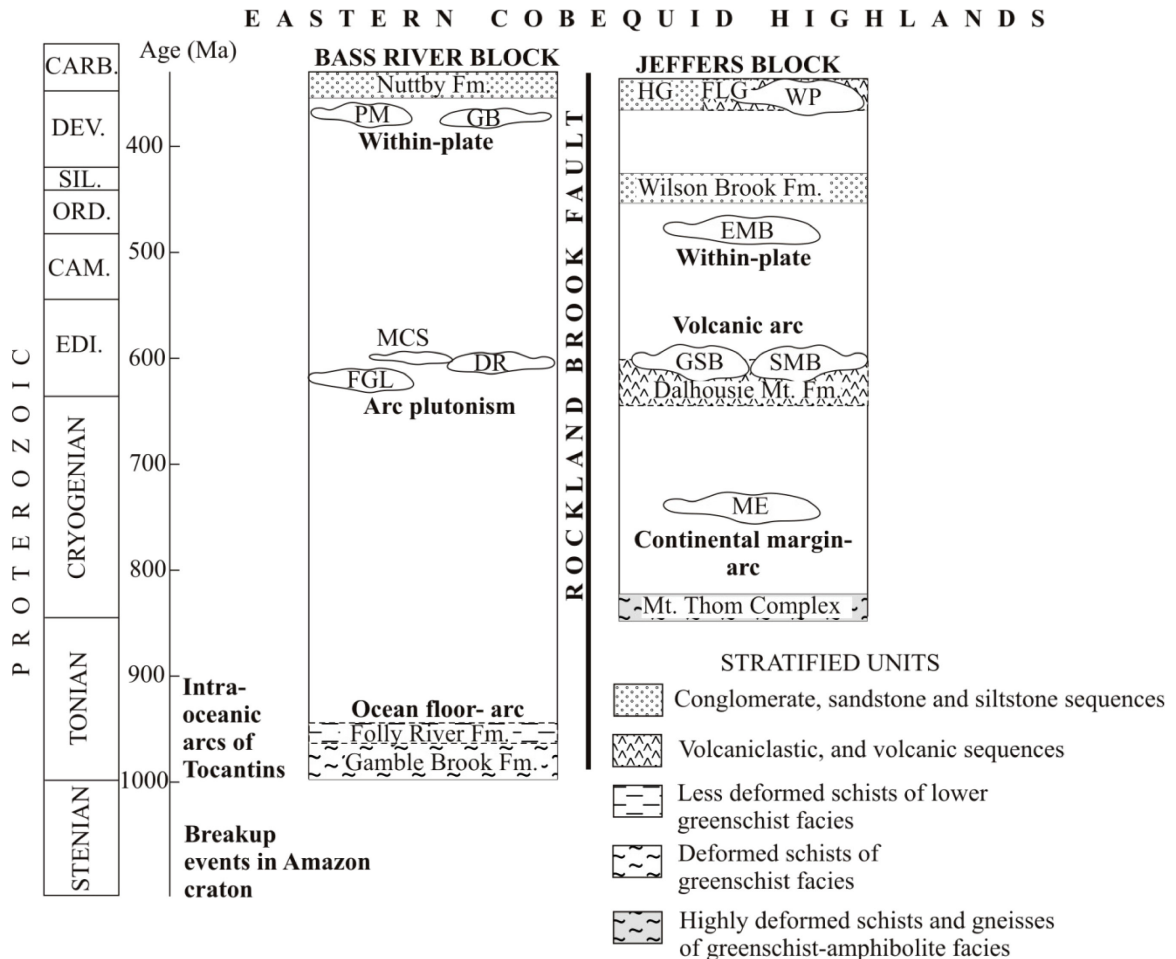 EASTERN COBEQUID HIGHLANDS
Age (Ma)
CARB.
DEV.
SIL.
ORD.
CAM.
EDI.
CRYOGENIAN
TONIAN
STENIAN
PROTEROZOIC
400
500
600
700
800
900
1000
Intra-
oceanic
arcs of
Tocantins
Breakup
events in Amazon
craton
BASS RIVER BLOCK
Nuttby Fm.
PM
GB
Within-plate
MCS
DR
FGL
Arc plutonism
Ocean floor- arc
Folly River Fm.
Gamble Brook Fm.
ROCKLAND BROOK FAULT
JEFFERS BLOCK
HG
FLG
WP
Wilson Brook Fm.
EMB
Within-plate
Volcanic arc
GSB
SMB
Dalhousie Mt. Fm.
ME
Continental margin-
arc
Mt. Thom Complex
STRATIFIED UNITS
Conglomerate, sandstone and siltstone sequences
Volcaniclastic, and volcanic sequences
Less deformed schists of lower
greenschist facies
Deformed schists of
greenschist facies
Highly deformed schists and gneisses
of greenschist-amphibolite facies